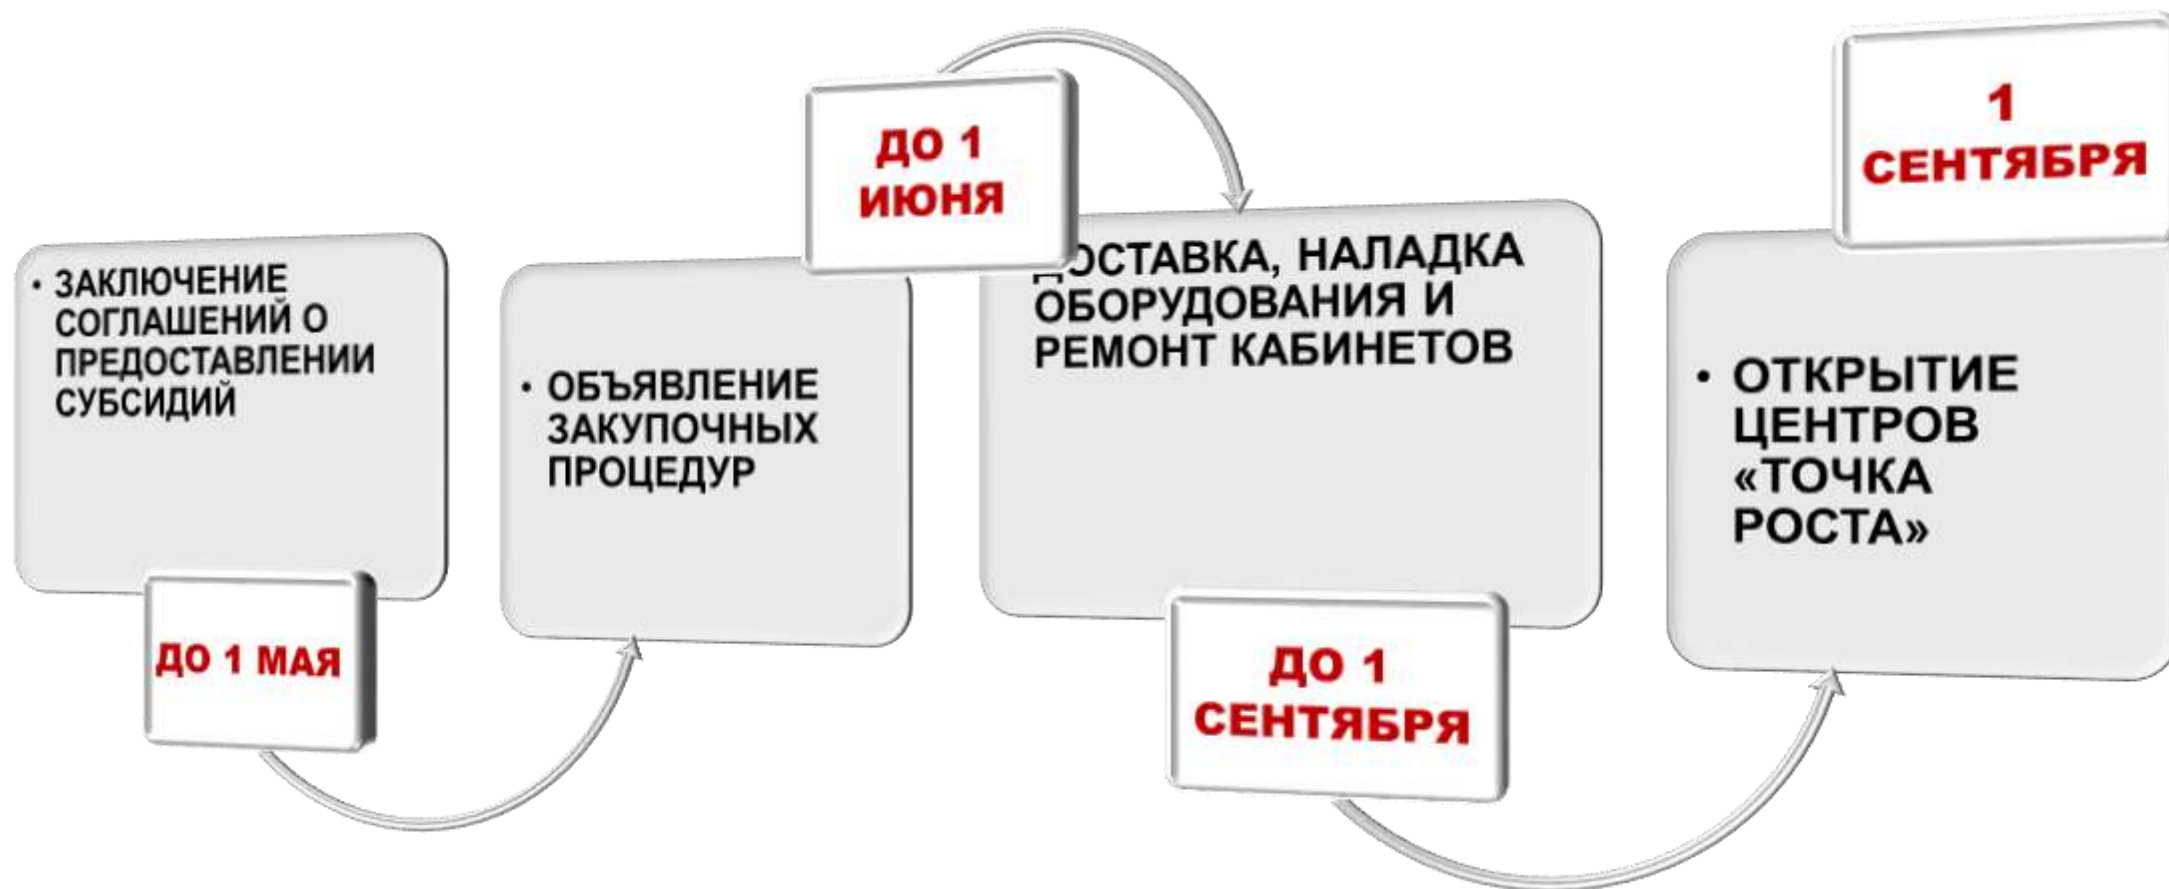 • ЗАКЛЮЧЕНИЕ
СОГЛАШЕНИЙ О
ПРЕДОСТАВЛЕНИИ
СУБСИДИЙ
ДО 1 МАЯ
• ОБЪЯВЛЕНИЕ
ЗАКУПОЧНЫХ
ПРОЦЕДУР
ДО 1
ИЮНЯ
ДОСТАВКА, НАЛАДКА
ОБОРУДОВАНИЯ И
РЕМОНТ КАБИНЕТОВ
ДО 1
СЕНТЯБРЯ
• ОТКРЫТИЕ
ЦЕНТРОВ
«ТОЧКА
РОСТА»
1
СЕНТЯБРЯ